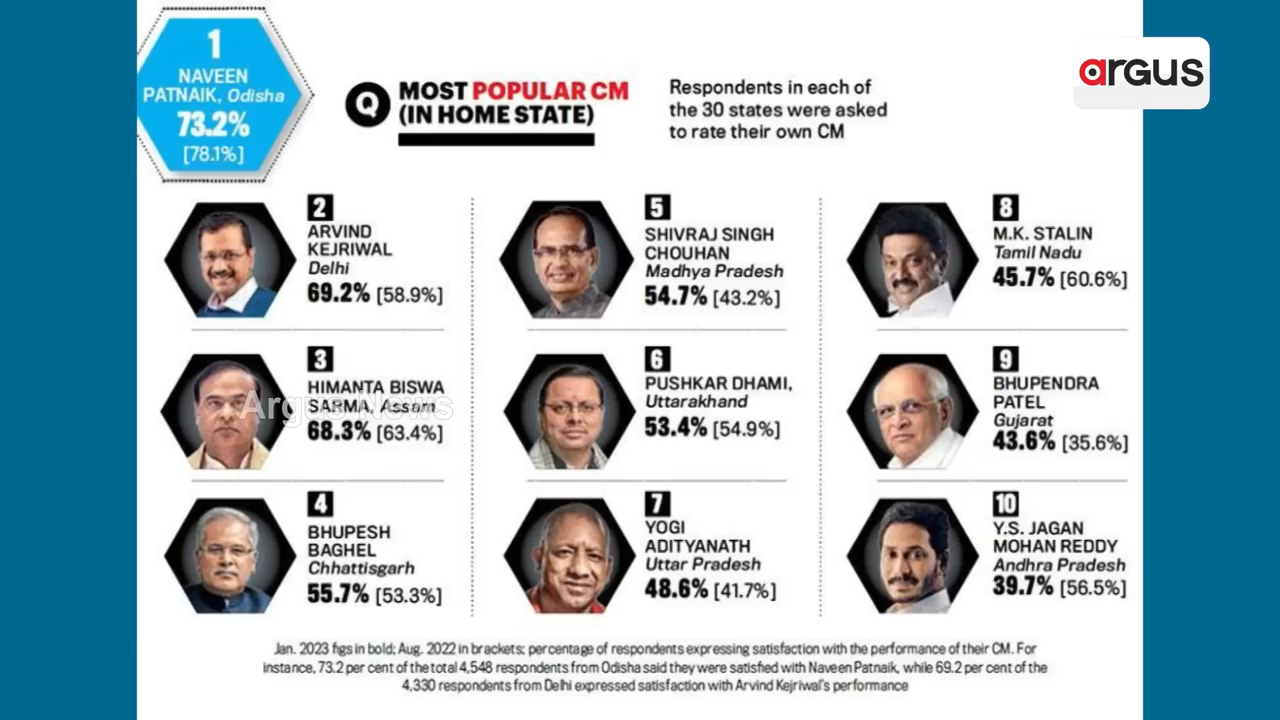 1
NAVEEN
PATNAIK, Odisha
73.2%
[78.1%]
Q
MOST POPULAR CM
(IN HOME STATE)
Respondents in each of
the 30 states were asked
to rate their own CM
argus
2
ARVIND
KEJRIWAL
Delhi
69.2% [58.9%]
3
HIMANTA BISWA
SARMA, Assam
68.3% [63.4%]
Argus News
4
BHUPESH
BAGHEL
Chhattisgarh
55.7% [53.3%]
5
SHIVRAJ SINGH
CHOUHAN
Madhya Pradesh
54.7% [43.2%]
6
PUSHKAR DHAMI,
Uttarakhand
53.4% [54.9%]
7
YOGI
ADITYANATH
Uttar Pradesh
48.6% [41.7%]
8
M.K. STALIN
Tamil Nadu
45.7% [60.6%]
9
BHUPENDRA
PATEL
Gujarat
43.6% [35.6%]
10
Y.S. JAGAN
MOHAN REDDY
Andhra Pradesh
39.7% [56.5%]
Jan. 2023 figs in bold; Aug. 2022 in brackets; percentage of respondents expressing satisfaction with the performance of their CM. For
instance, 73.2 per cent of the total 4,548 respondents from Odisha said they were satisfied with Naveen Patnaik, while 69.2 per cent of the
4,330 respondents from Delhi expressed satisfaction with Arvind Kejriwal's performance